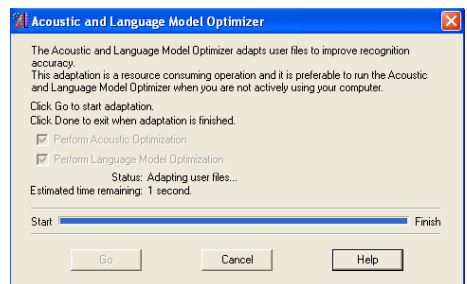 Acoustic and Language Model Optimizer
The Acoustic and Language Model Optimizer adapts user files to improve recognition
accuracy.
This adaptation is a resource consuming operation and it is preferable to run the Acoustic
and Language Model Optimizer when you are not actively using your computer.
Click Go to start adaptation.
Click Done to exit when adaptation is finished.
Perform Acoustic Optimization
Perform Language Model Optimization
Status: Adapting user files...
Estimated time remaining: 1 second.
Start Finish
Go Cancel Help